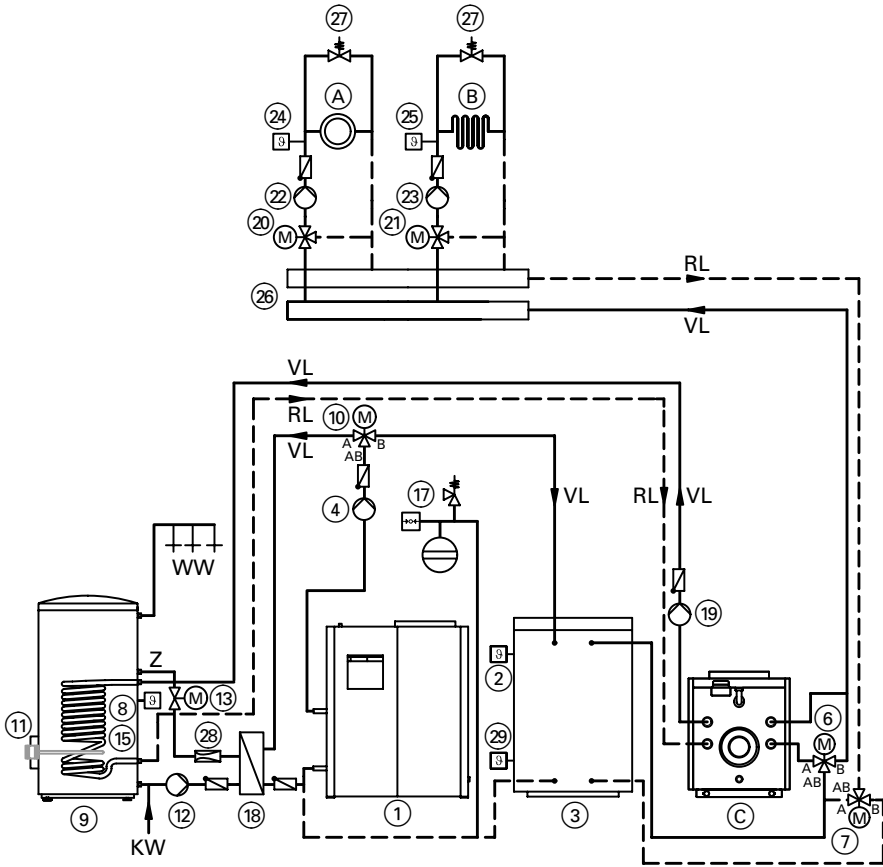 27 27
A B
24 25
ϑ ϑ
22 23
20 21
M M
RL
26
VL
VL
RL
10 M
A B
AB
VL
VL RL VL
4 17
WW
19
Z
ϑ 2
8 ϑ M 13
6
11
M
15 28
29
ϑ
A B
AB
AB
A B
M
9 12 18 1 3 C 7
KW